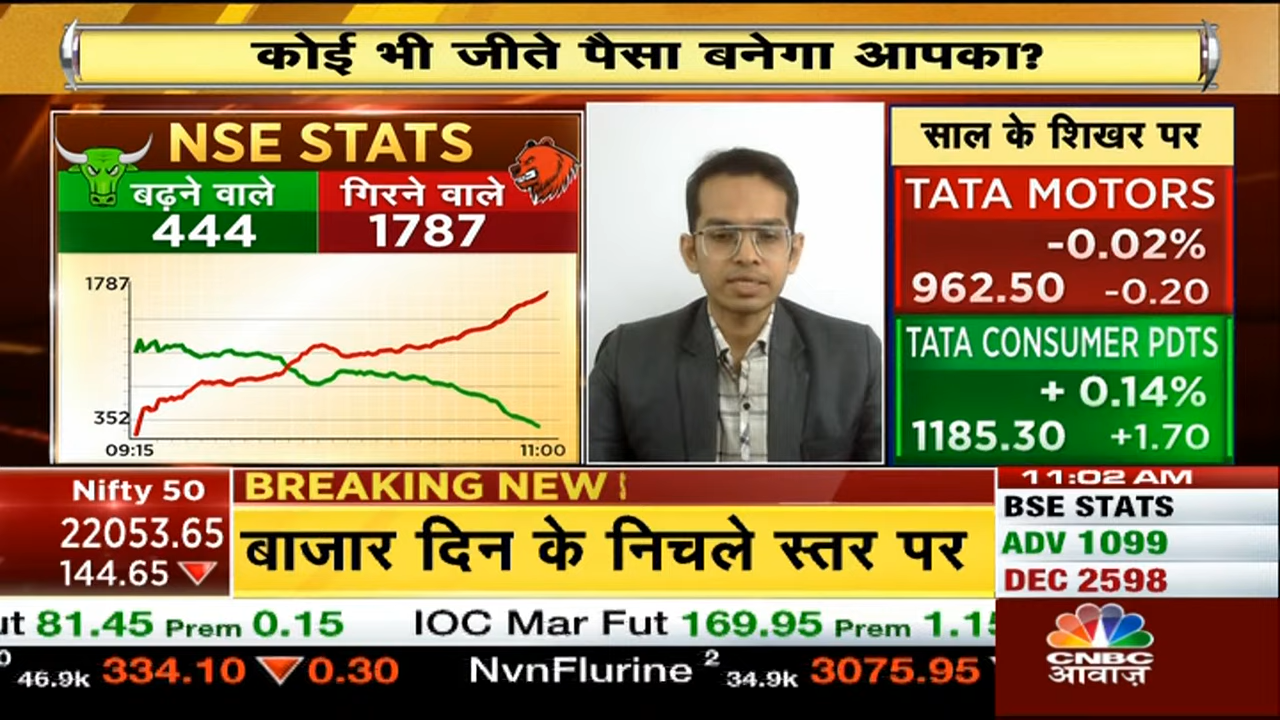 कोई भी जीते पैसा बनेगा आपका?
NSE STATS
बढ़ने वाले
444
गिरने वाले
1787
1787
352
09:15
11:00
साल के शिखर पर
TATA MOTORS
-0.02%
962.50 -0.20
TATA CONSUMER PDTS
+ 0.14%
1185.30 +1.70
Nifty 50
22053.65
144.65
BREAKING NEW
बाजार दिन के निचले स्तर पर
11:02 AM
BSE STATS
ADV 1099
DEC 2598
81.45 Prem 0.15 IOC Mar Fut 169.95 Prem 1.15
46.9k 334.10 0.30 NvnFlurine 2 34.9k 3075.95
CNBC
आवाज़